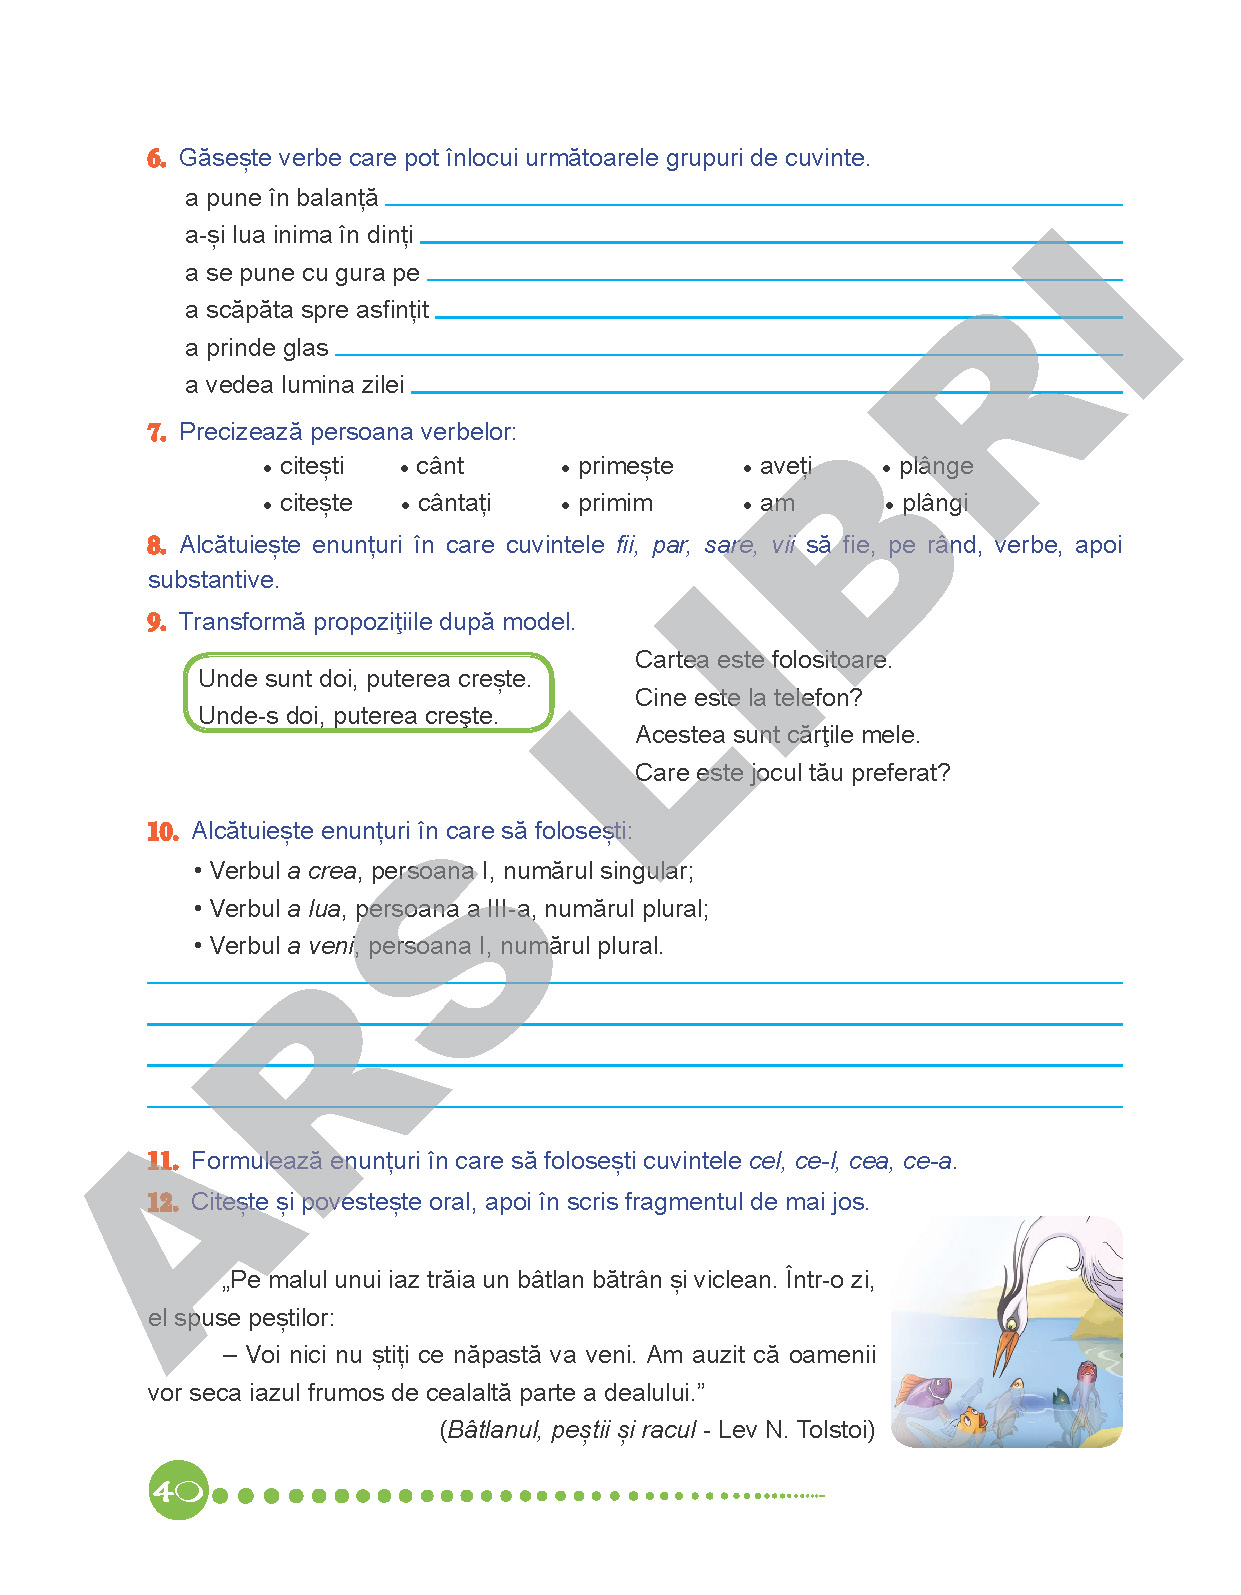 6. Găsește verbe care pot înlocui următoarele grupuri de cuvinte.
a pune în balanță
a-și lua inima în dinți
a se pune cu gura pe
a scăpăta spre asfințit
a prinde glas
a vedea lumina zilei
7. Precizează persoana verbelor:
• citești • cânt • primește • aveți • plânge
• citește • cântați • primim • am • plângi
8. Alcătuiește enunțuri în care cuvintele fii, par, sare, vii să fie, pe rând, verbe, apoi
substantive.
9. Transformă propoziţiile după model.
Unde sunt doi, puterea crește.
Unde-s doi, puterea creşte.
Cartea este folositoare.
Cine este la telefon?
Acestea sunt cărţile mele.
Care este jocul tău preferat?
10. Alcătuiește enunțuri în care să folosești:
• Verbul a crea, persoana I, numărul singular;
• Verbul a lua, persoana a III-a, numărul plural;
• Verbul a veni, persoana I, numărul plural.
11. Formulează enunțuri în care să folosești cuvintele cel, ce-l, cea, ce-a.
12. Citește și povestește oral, apoi în scris fragmentul de mai jos.
„Pe malul unui iaz trăia un bâtlan bătrân și viclean. Într-o zi,
el spuse peștilor:
– Voi nici nu știți ce năpastă va veni. Am auzit că oamenii
vor seca iazul frumos de cealaltă parte a dealului.”
(Bâtlanul, peștii și racul - Lev N. Tolstoi)
40
ARS LIBRI